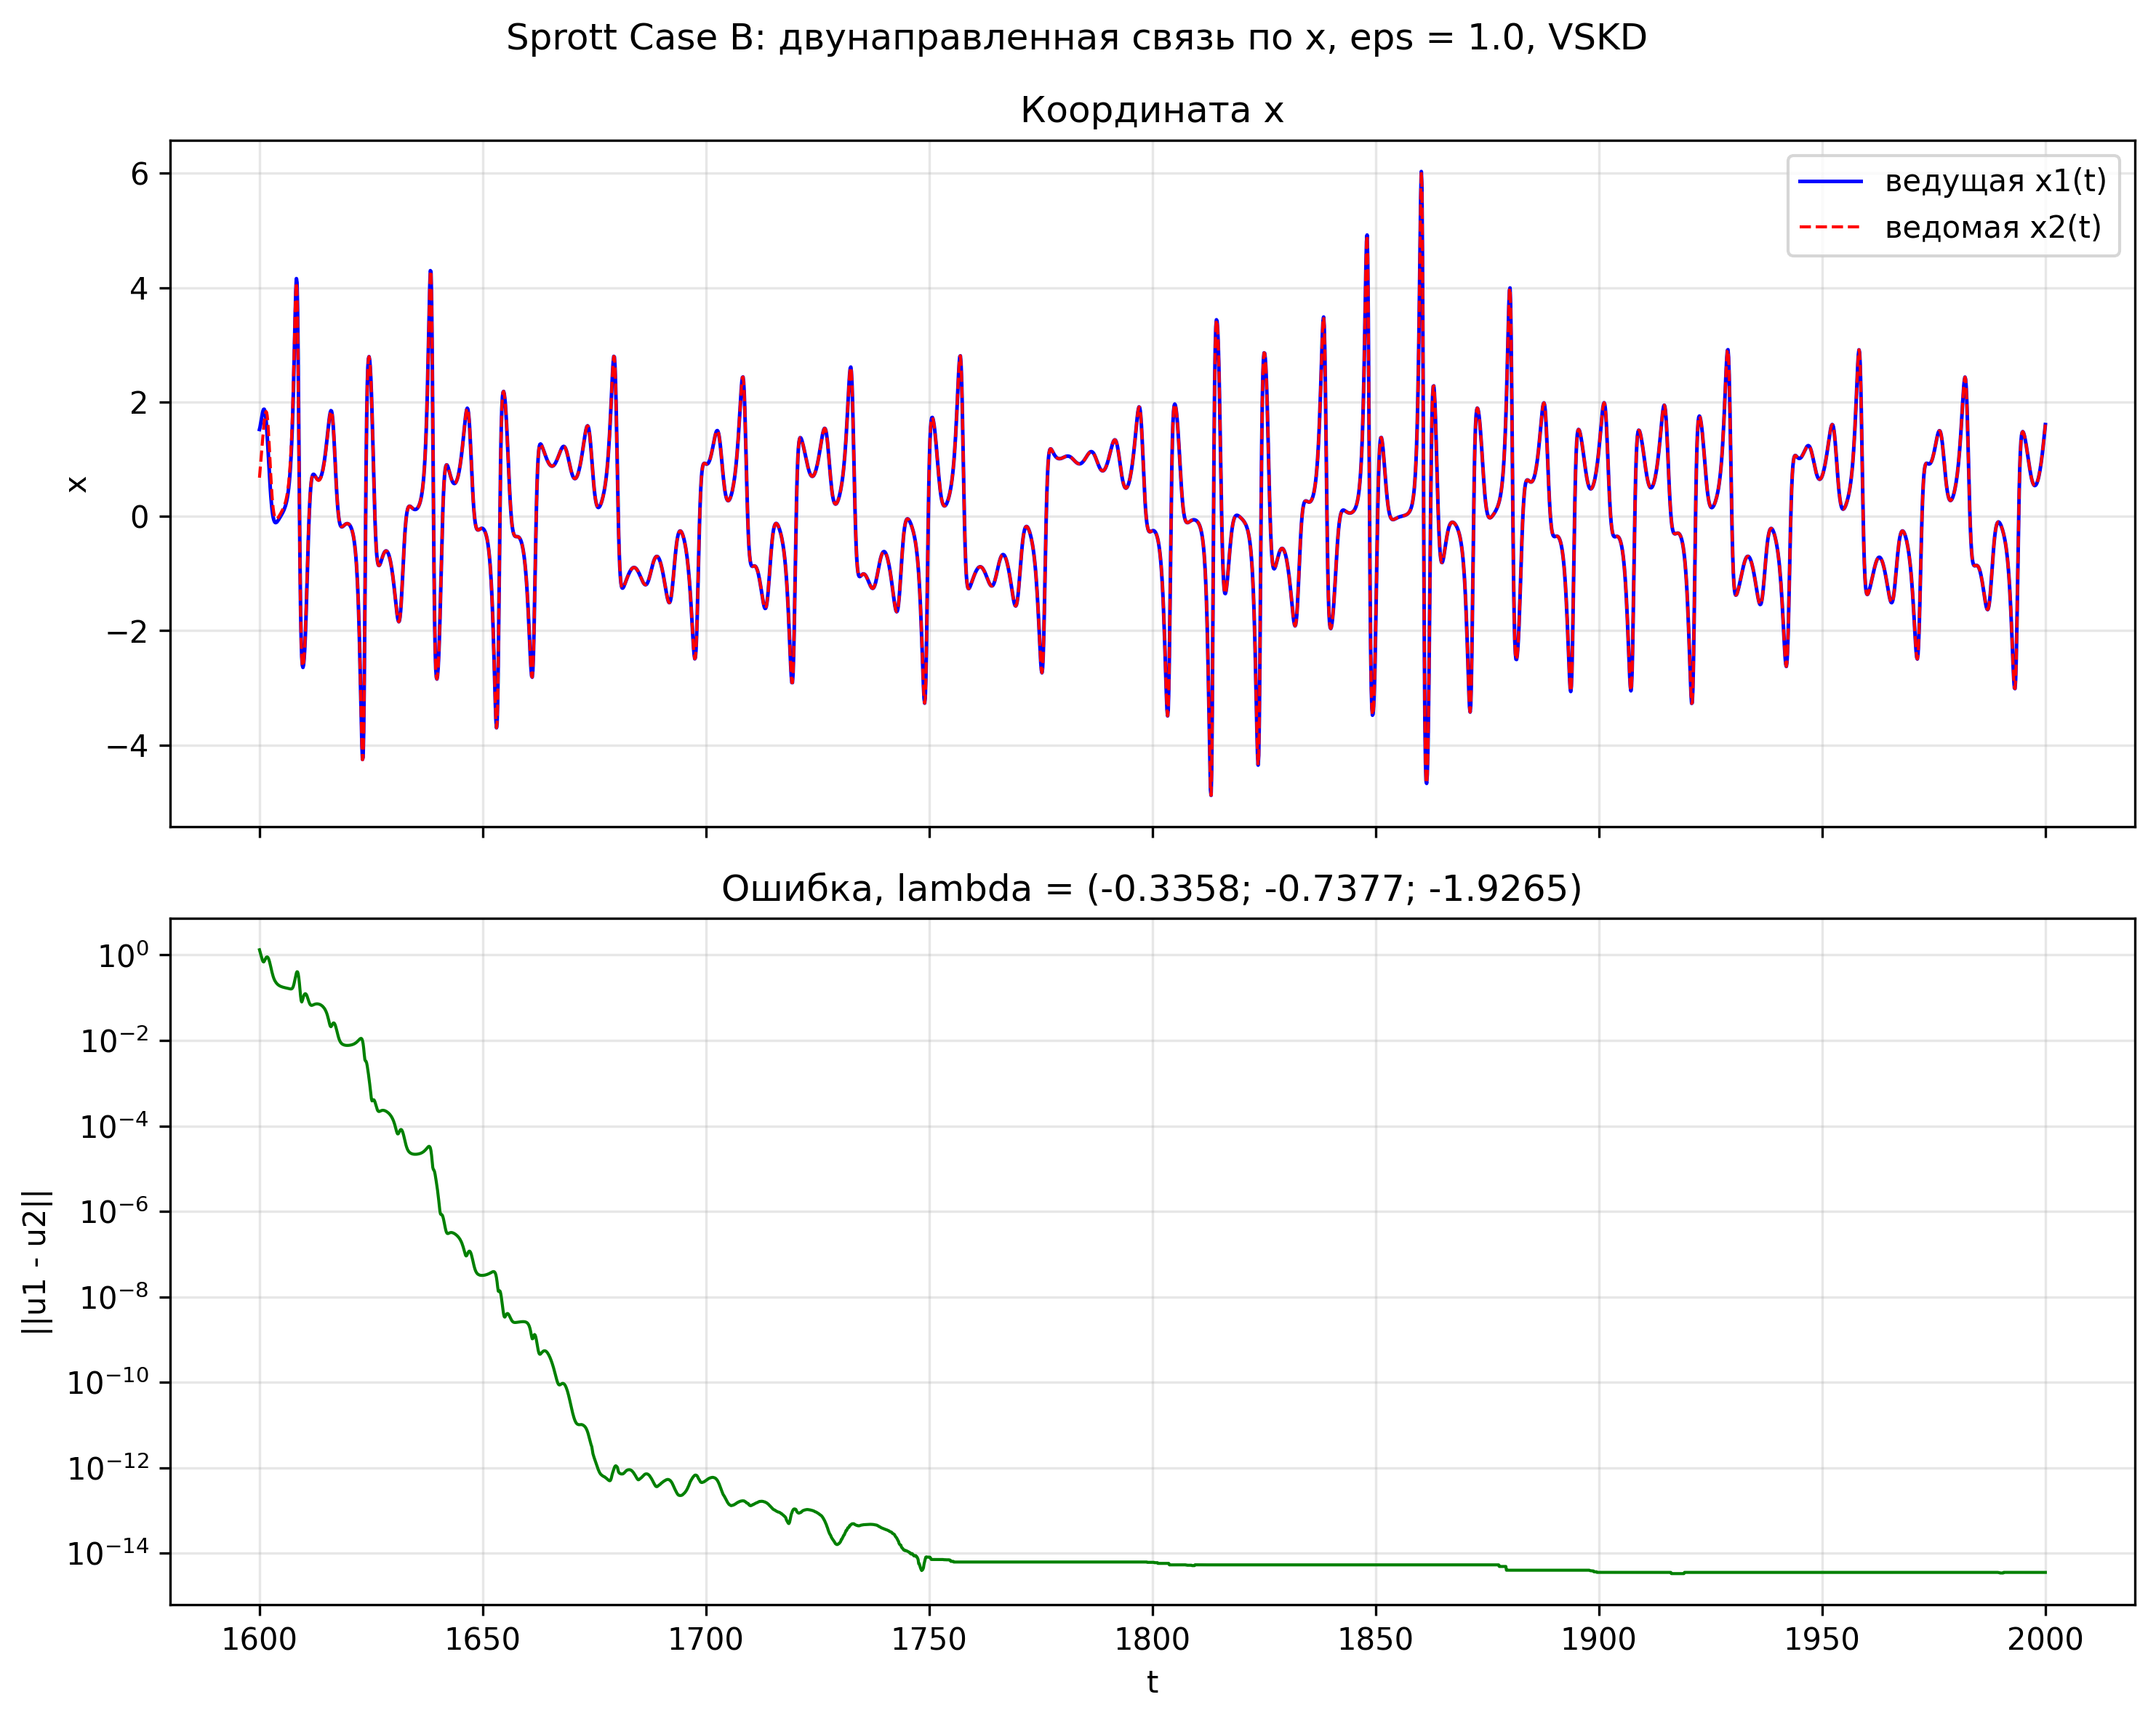 Sprott Case B: двунаправленная связь по x, eps = 1.0, VSKD
Координата x
x
6
4
2
0
−2
−4
ведущая x1(t)
ведомая x2(t)
Ошибка, lambda = (-0.3358; -0.7377; -1.9265)
||u1 - u2||
10⁰
10⁻²
10⁻⁴
10⁻⁶
10⁻⁸
10⁻¹⁰
10⁻¹²
10⁻¹⁴
1600 1650 1700 1750 1800 1850 1900 1950 2000
t